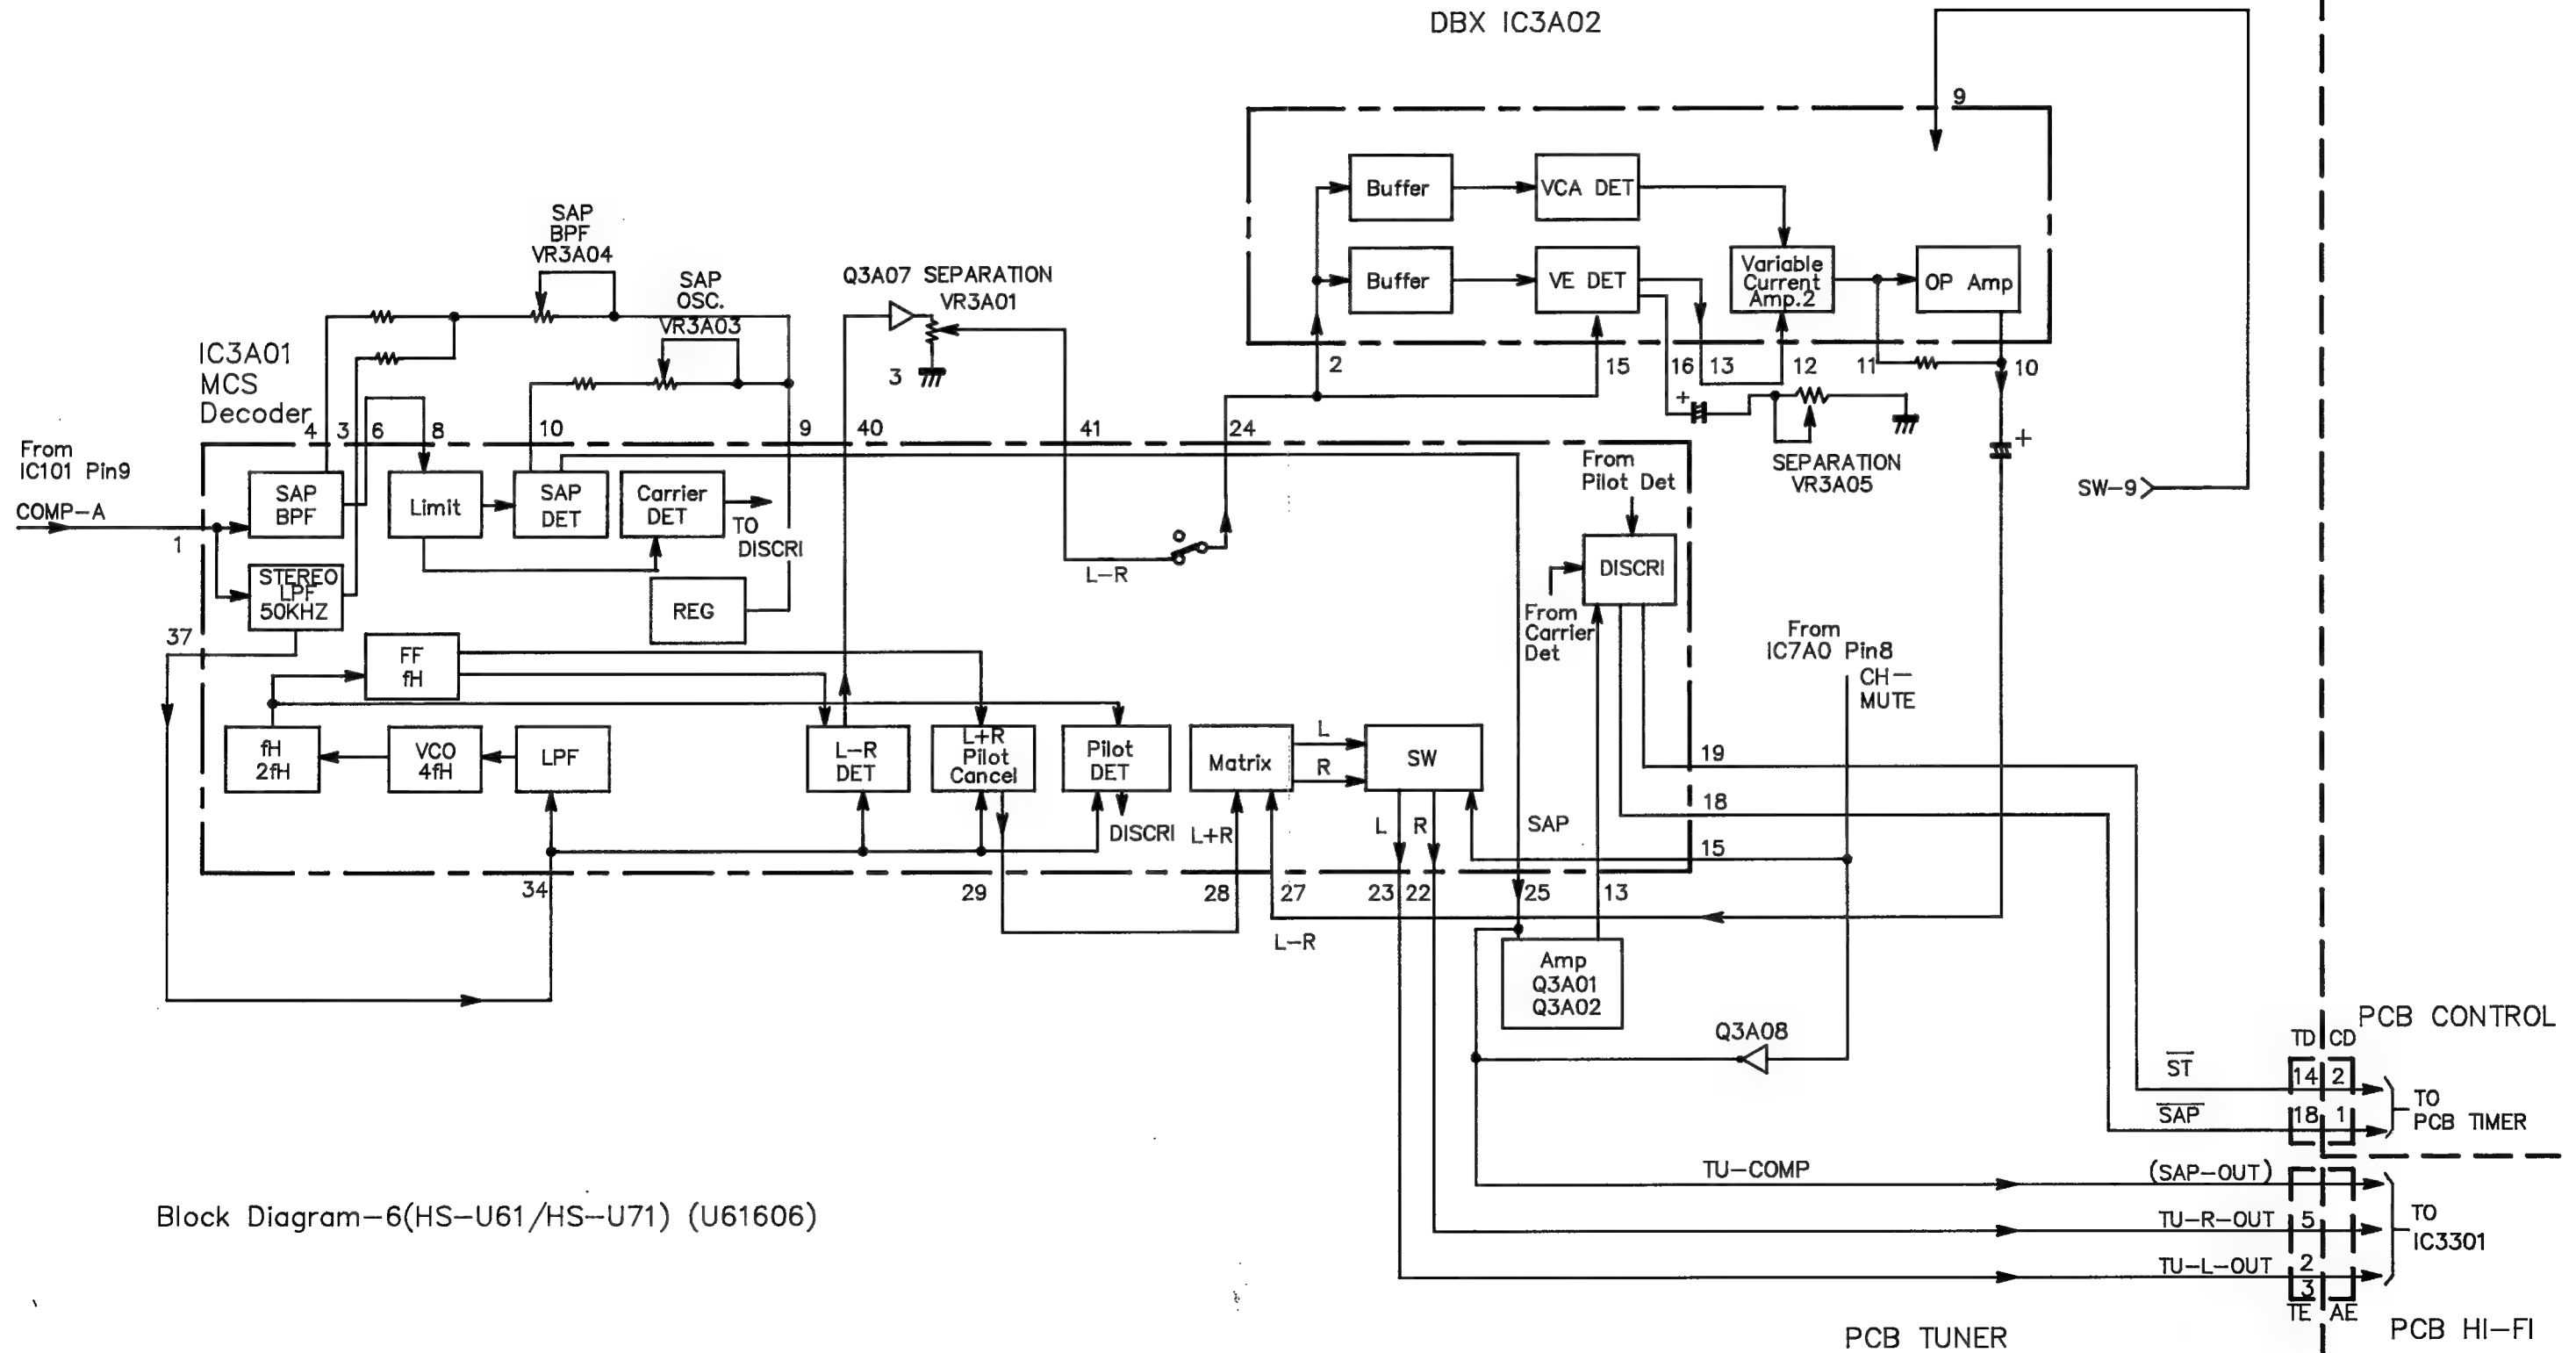 DBX IC3A02
9
Buffer
VCA DET
Buffer
VE DET
Variable
Current
Amp.2
OP Amp
2
15
16
13
12
11
10
+
+
SEPARATION
VR3A05
SW-9
SAP
BPF
VR3A04
SAP
OSC.
VR3A03
Q3A07 SEPARATION
VR3A01
3
IC3A01
MCS
Decoder
4
3
6
8
10
9
40
41
24
From
IC101 Pin9
COMP-A
1
SAP
BPF
Limit
SAP
DET
Carrier
DET
TO
DISCRI
STEREO
LPF
50KHZ
REG
L-R
From
Pilot Det
DISCRI
From
Carrier
Det
From
IC7A0 Pin8
CH-
MUTE
37
FF
fH
fH
2fH
VCO
4fH
LPF
L-R
DET
L+R
Pilot
Cancel
Pilot
DET
DISCRI
Matrix
L
R
SW
L+R
L
R
SAP
19
18
15
34
29
28
27
23
22
25
13
L-R
Amp
Q3A01
Q3A02
Q3A08
PCB CONTROL
TD
CD
ST
14
2
SAP
18
1
TO
PCB TIMER
TU-COMP
(SAP-OUT)
TU-R-OUT
5
TU-L-OUT
2
3
TO
IC3301
TE
AE
Block Diagram-6(HS-U61/HS-U71) (U61606)
PCB TUNER
PCB HI-FI